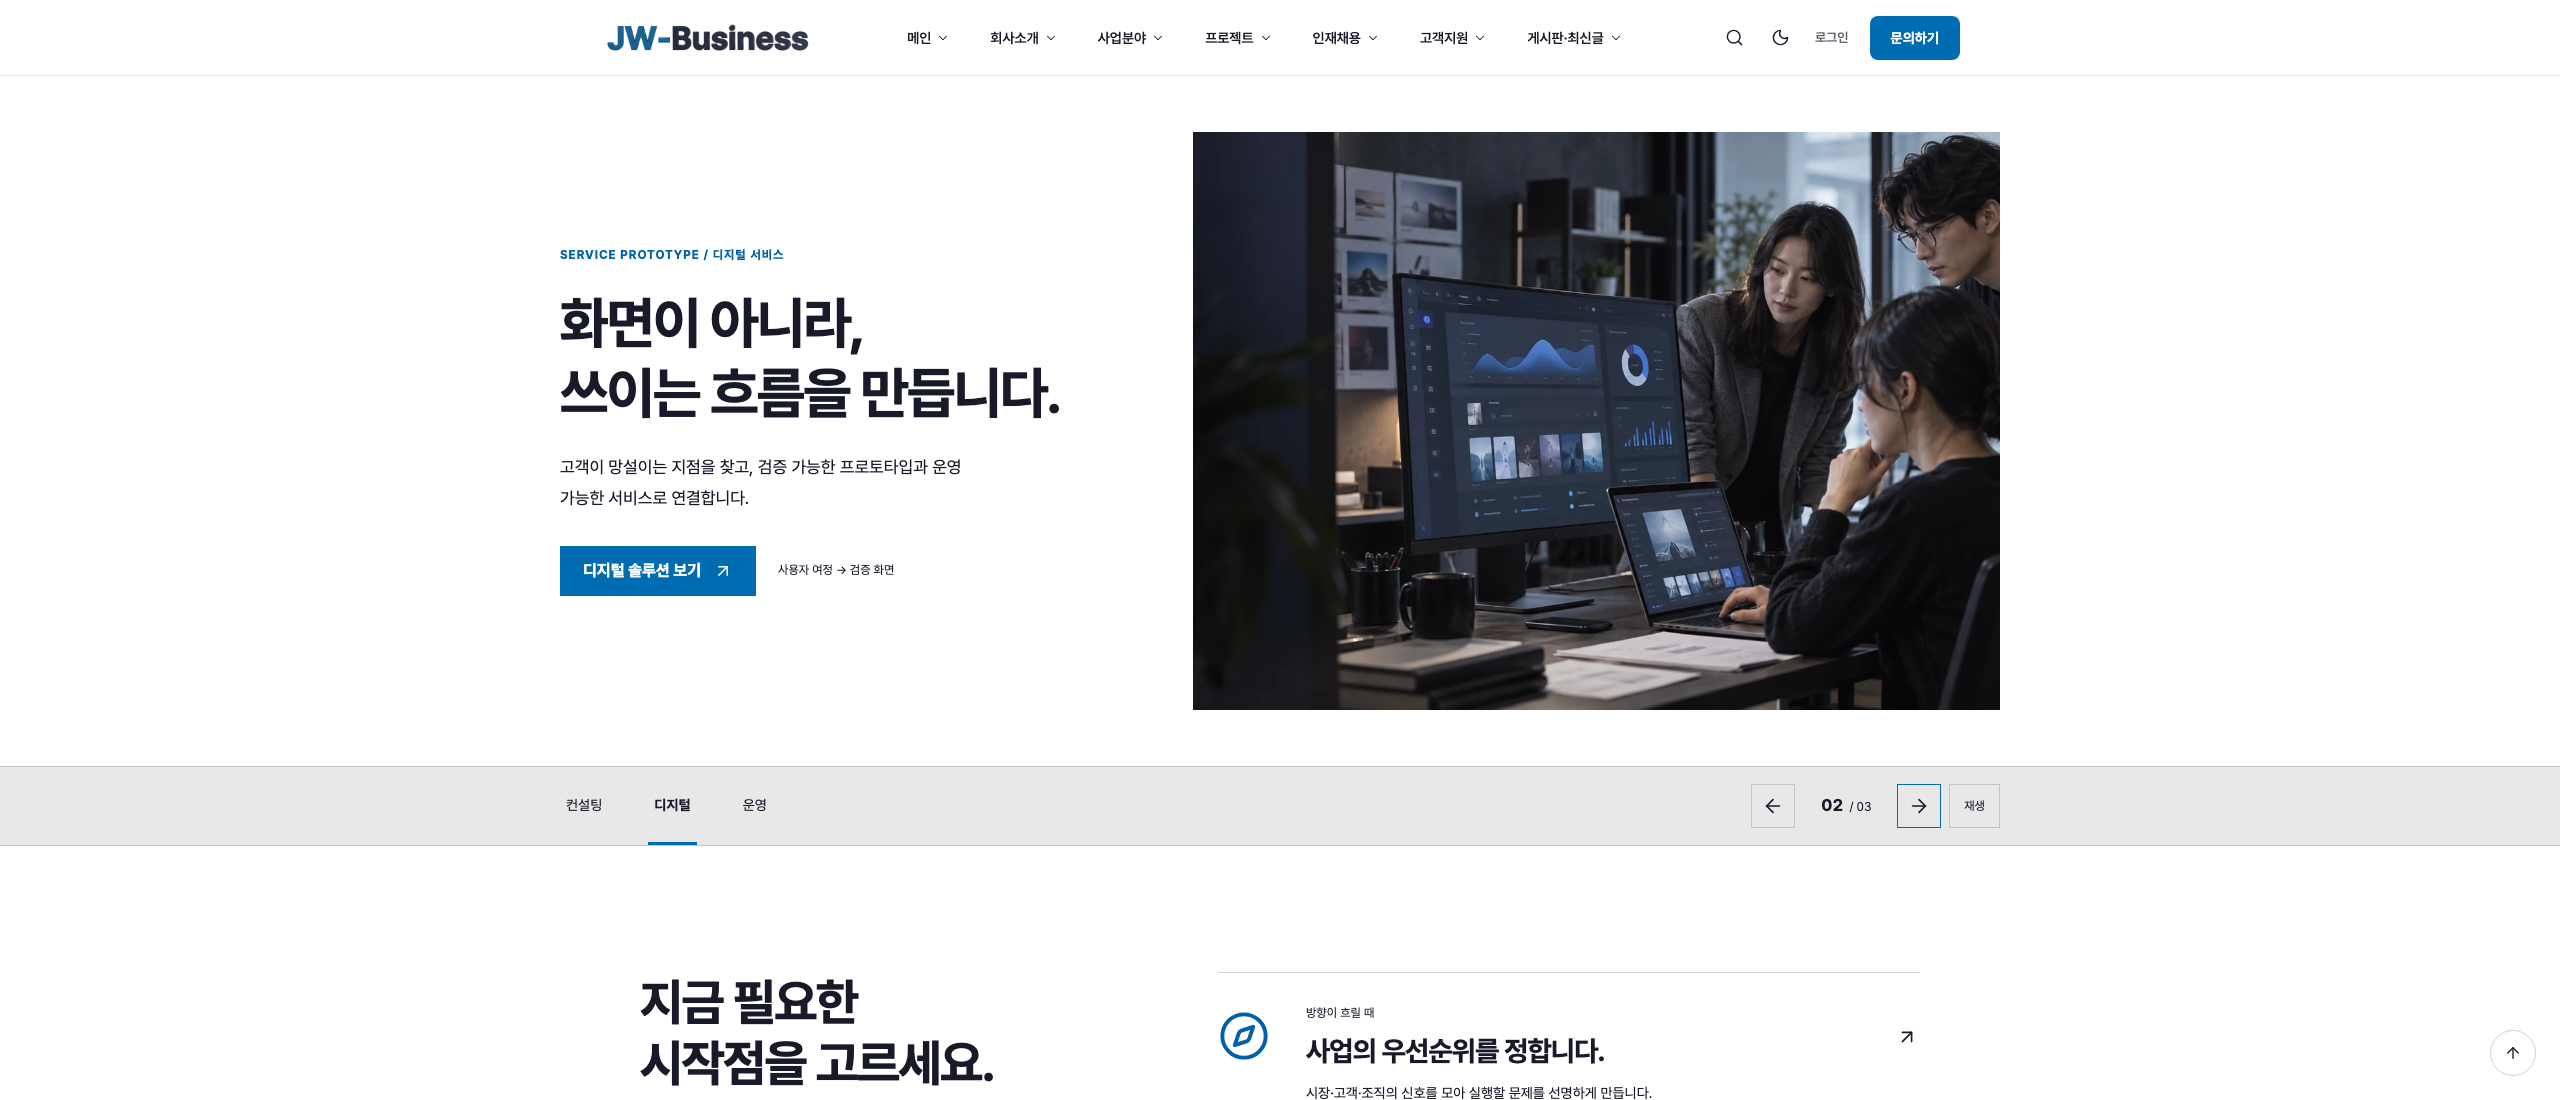 JW-Business
메인
회사소개
사업분야
프로젝트
인재채용
고객지원
게시판·최신글
로그인
문의하기
SERVICE PROTOTYPE / 디지털 서비스
화면이 아니라,
쓰이는 흐름을 만듭니다.
고객이 망설이는 지점을 찾고, 검증 가능한 프로토타입과 운영
가능한 서비스로 연결합니다.
디지털 솔루션 보기
사용자 여정 → 검증 화면
컨설팅
디지털
운영
02 / 03
재생
지금 필요한
시작점을 고르세요.
방향이 흐릴 때
사업의 우선순위를 정합니다.
시장·고객·조직의 신호를 모아 실행할 문제를 선명하게 만듭니다.